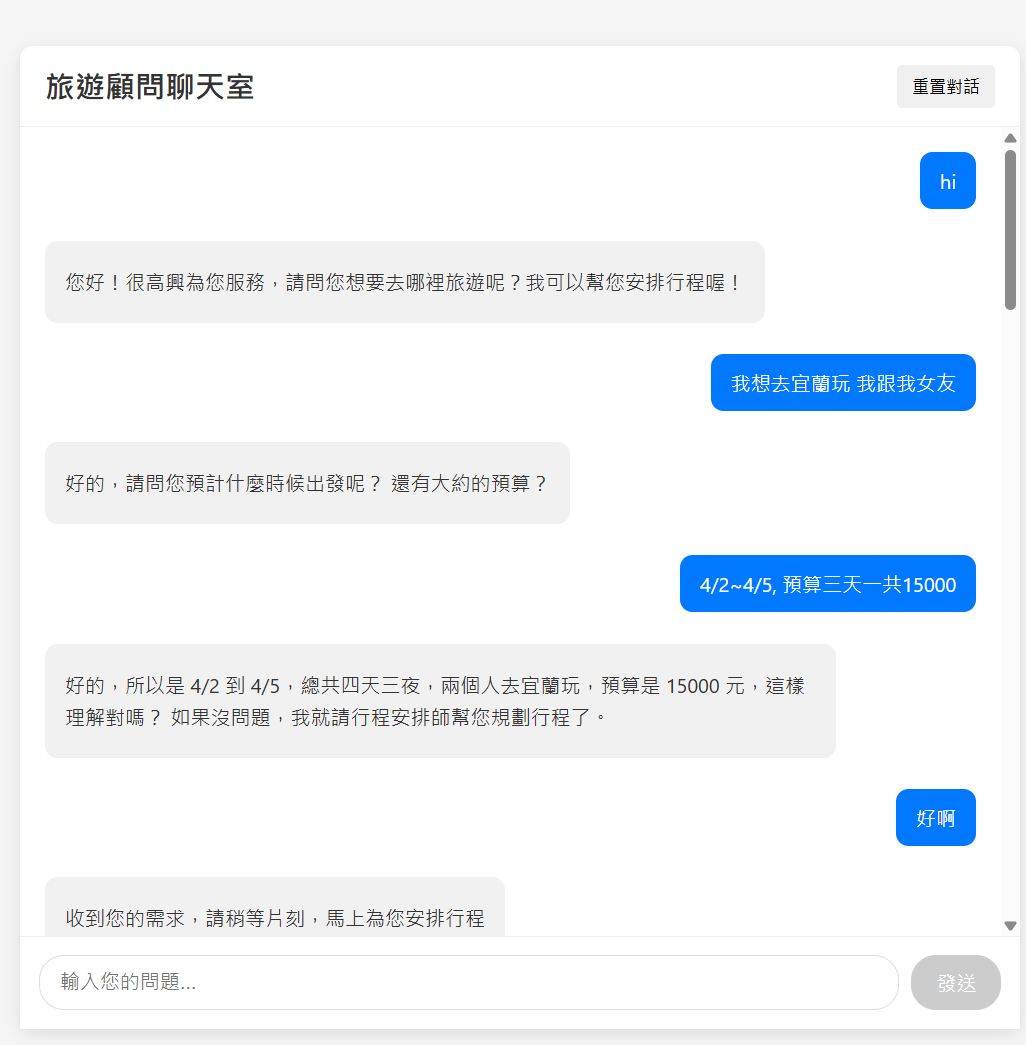 旅遊顧問聊天室
重置對話
hi
您好！很高興為您服務，請問您想要去哪裡旅遊呢？我可以幫您安排行程喔！
我想去宜蘭玩 我跟我女友
好的，請問您預計什麼時候出發呢？ 還有大約的預算？
4/2~4/5, 預算三天一共15000
好的，所以是 4/2 到 4/5，總共四天三夜，兩個人去宜蘭玩，預算是 15000 元，這樣
理解對嗎？ 如果沒問題，我就請行程安排師幫您規劃行程了。
好啊
收到您的需求，請稍等片刻，馬上為您安排行程
輸入您的問題...
發送